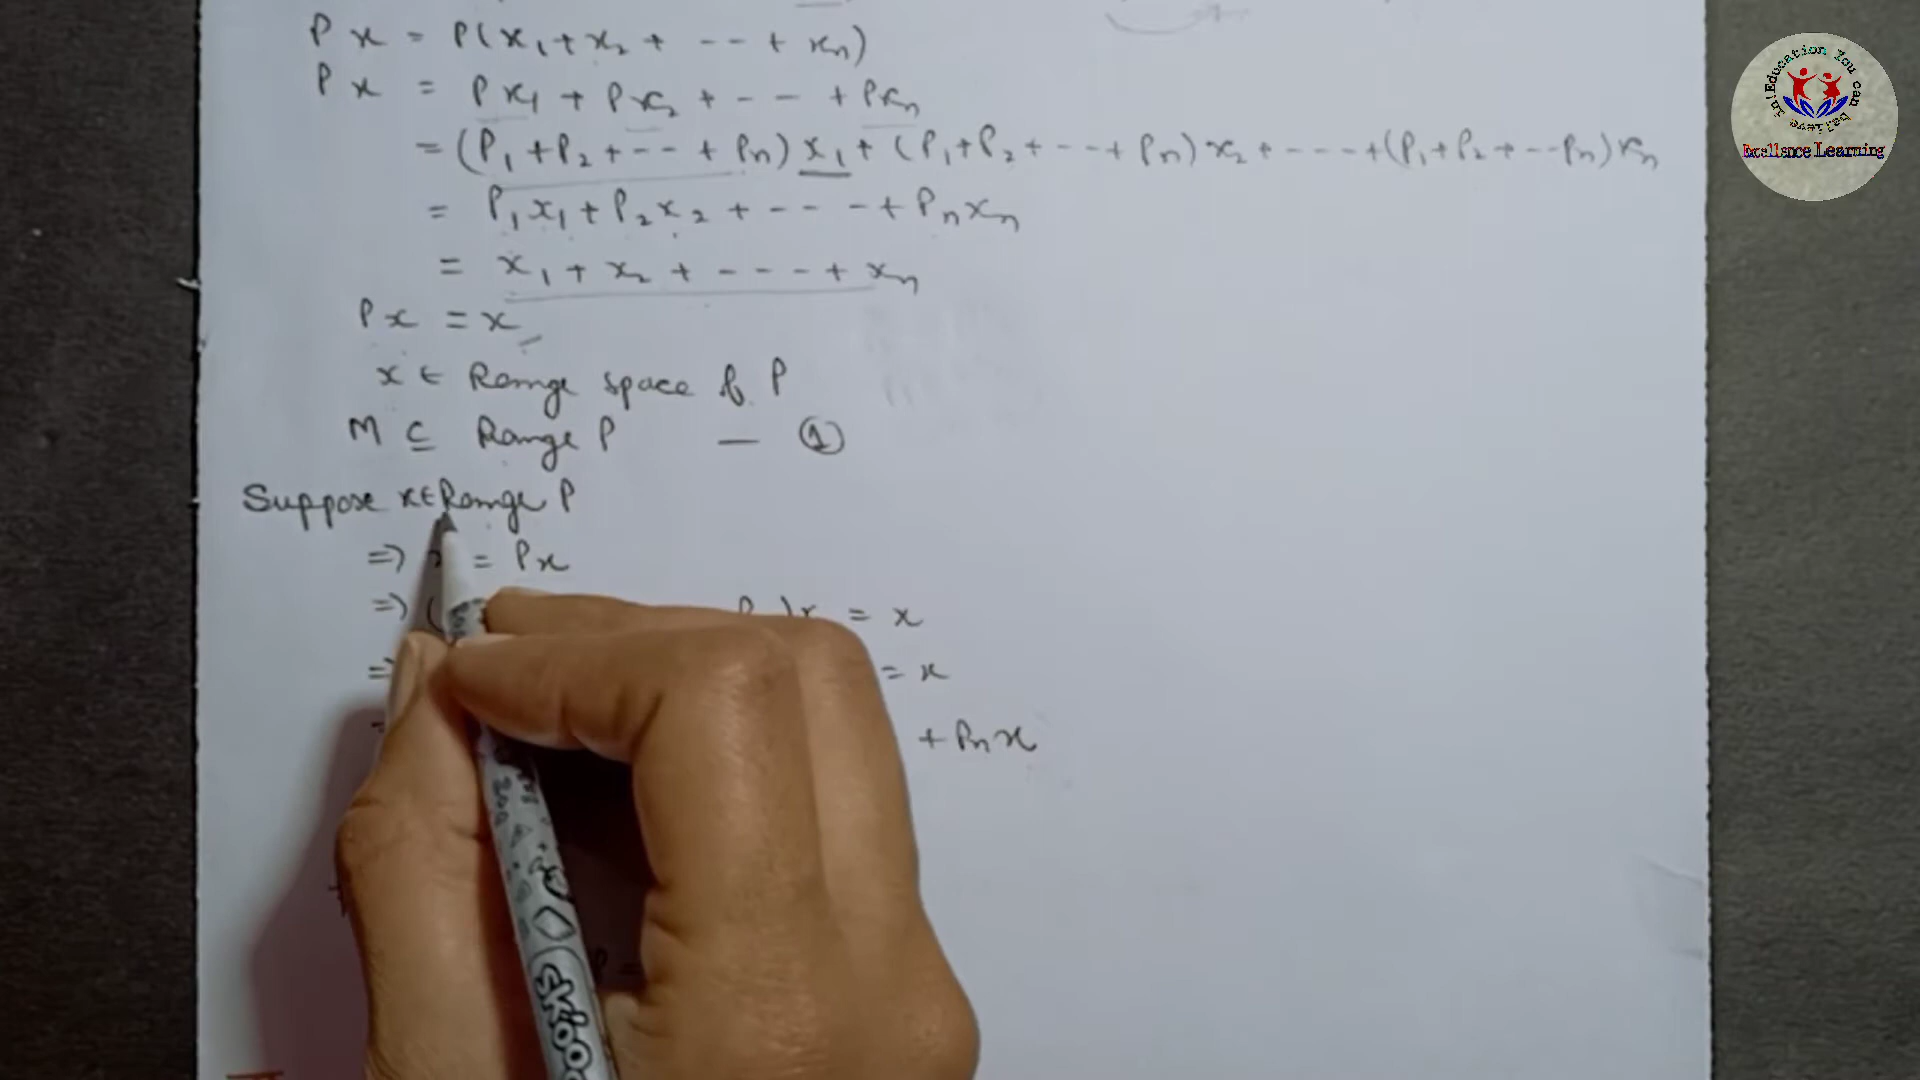 Px = P(x₁+x₂ + -- + xₙ)
Px = Px₁ + Px₂ + -- + Pxₙ
= (P₁+P₂+--+Pₙ)x₁+(P₁+P₂+--+Pₙ)x₂+---+(P₁+P₂+--Pₙ)xₙ
= P₁x₁+P₂x₂+---+Pₙxₙ
= x₁+x₂+---+xₙ
Px = x
x ∈ Range space of P
M ⊆ Range P — ①
Suppose x∈Range P
=> = Px
=> ( )x = x
= x
+ Pₙx
Education You can
Excellence Learning
SKOO